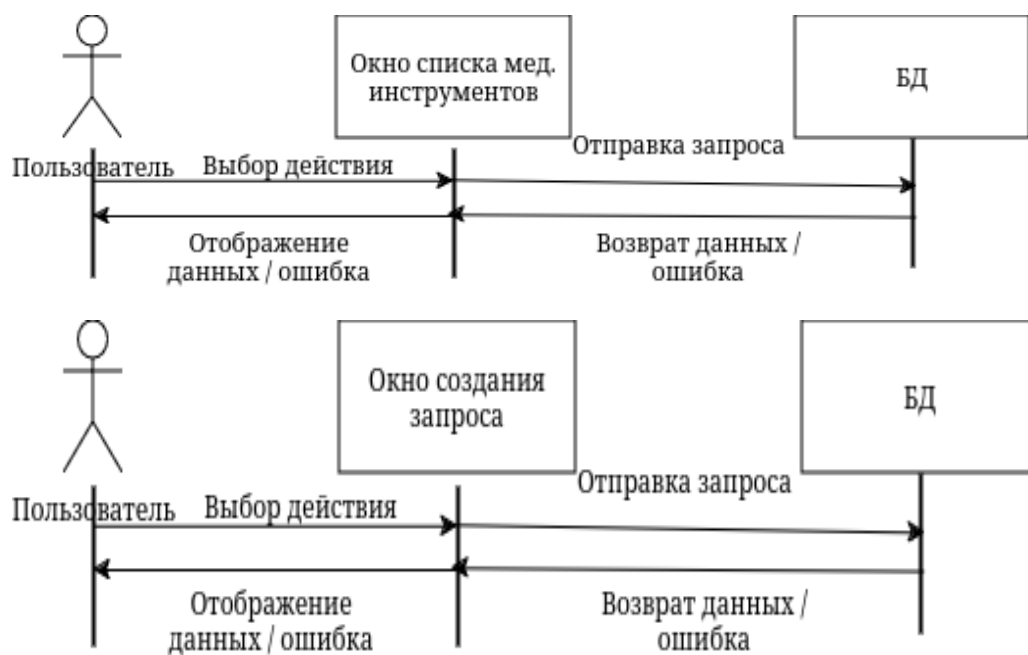 Окно списка мед.
инструментов
БД
Отправка запроса
Пользователь
Выбор действия
Отображение
данных / ошибка
Возврат данных /
ошибка
Окно создания
запроса
БД
Отправка запроса
Пользователь
Выбор действия
Отображение
данных / ошибка
Возврат данных /
ошибка